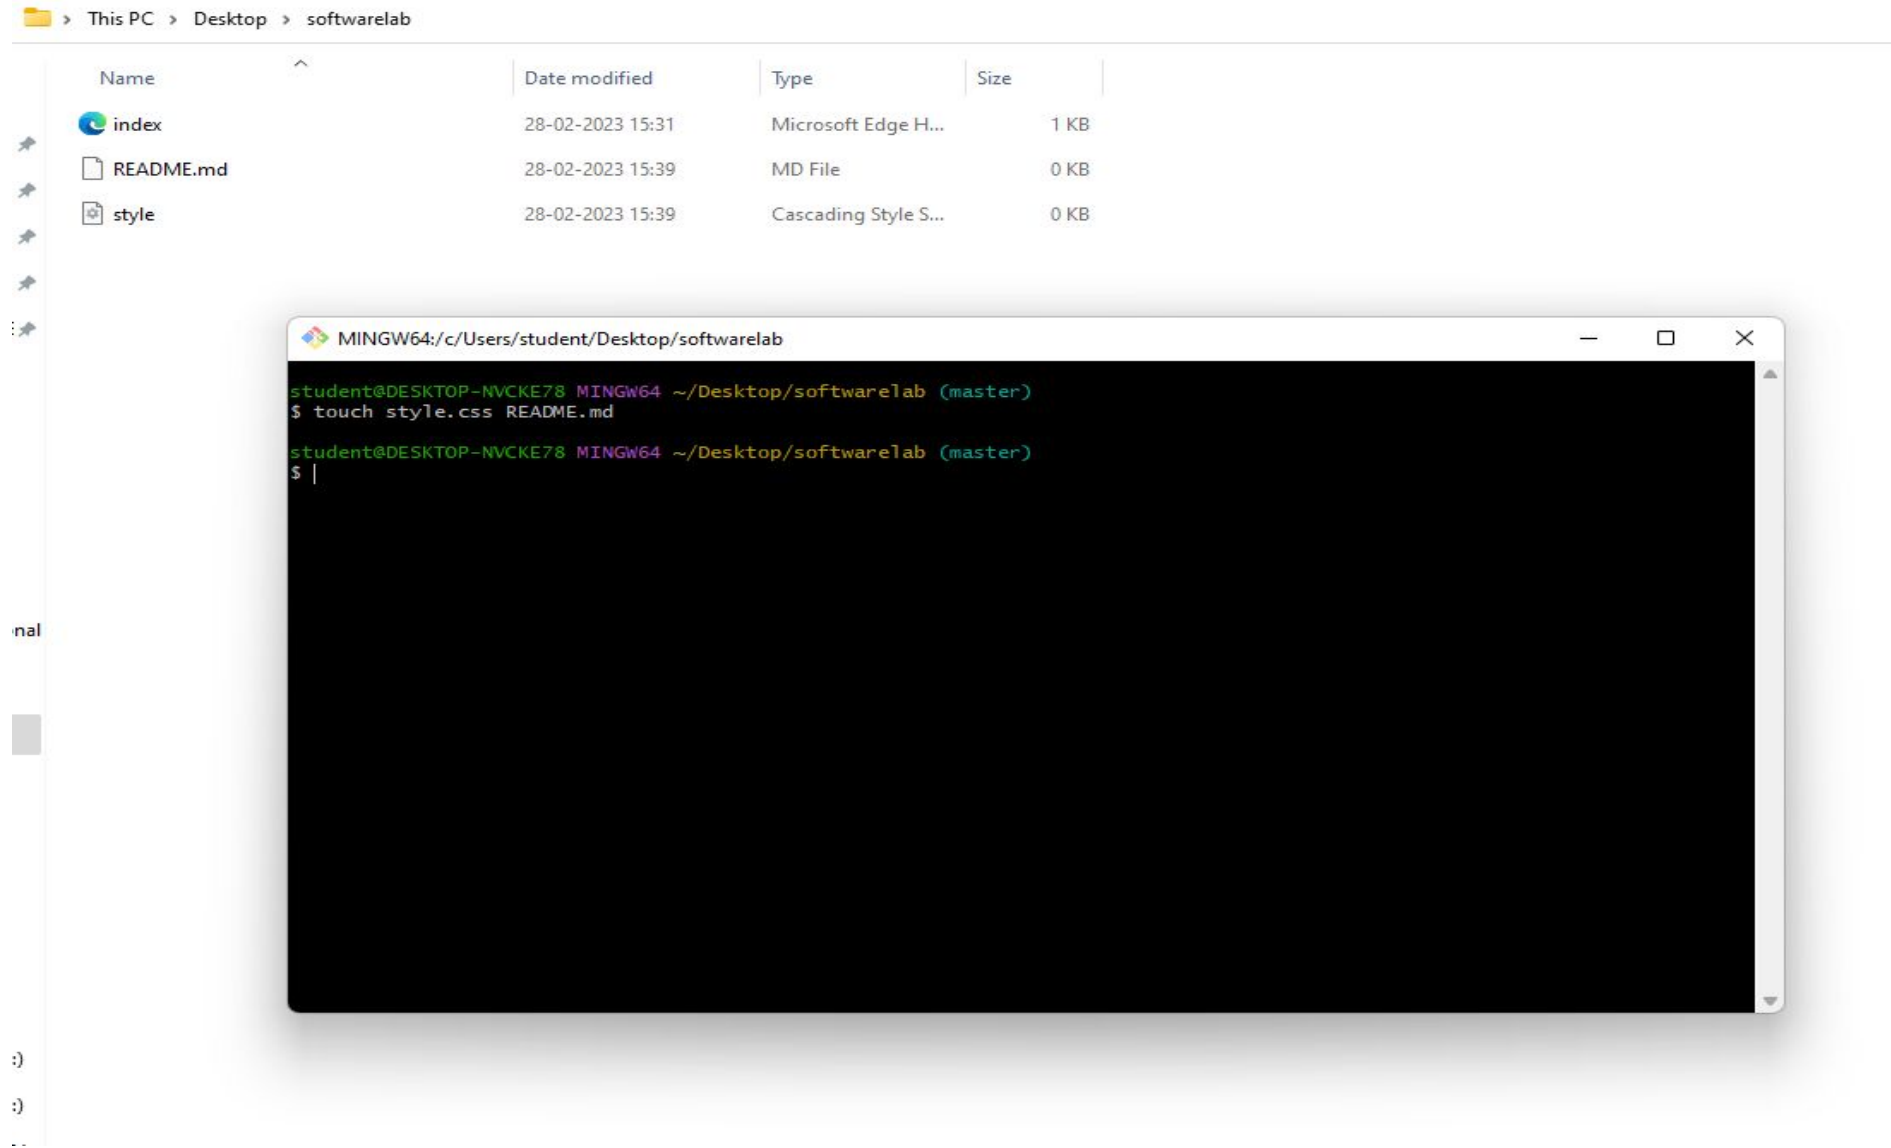 This PC > Desktop > softwarelab
Name Date modified Type Size
index 28-02-2023 15:31 Microsoft Edge H... 1 KB
README.md 28-02-2023 15:39 MD File 0 KB
style 28-02-2023 15:39 Cascading Style S... 0 KB
MINGW64:/c/Users/student/Desktop/softwarelab
student@DESKTOP-NVCKE78 MINGW64 ~/Desktop/softwarelab (master)
$ touch style.css README.md
student@DESKTOP-NVCKE78 MINGW64 ~/Desktop/softwarelab (master)
$
nal
:)
:)